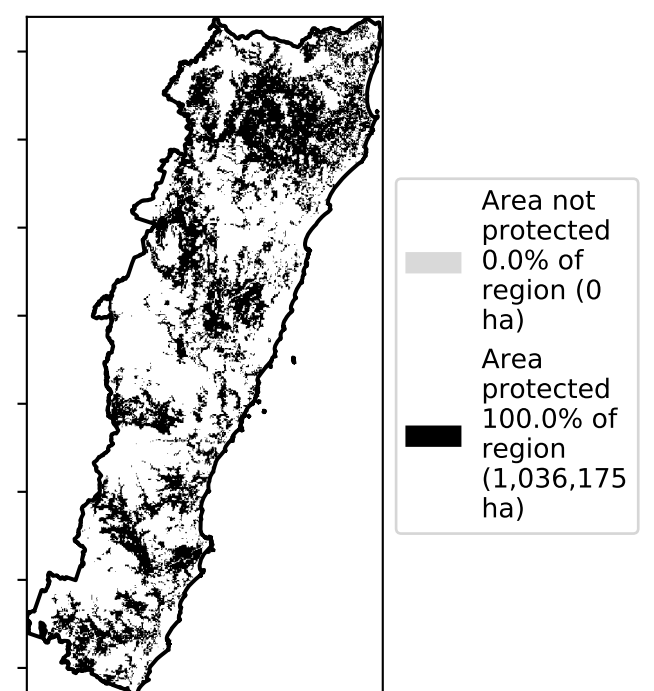 Area not
protected
0.0% of
region (0
ha)
Area
protected
100.0% of
region
(1,036,175
ha)